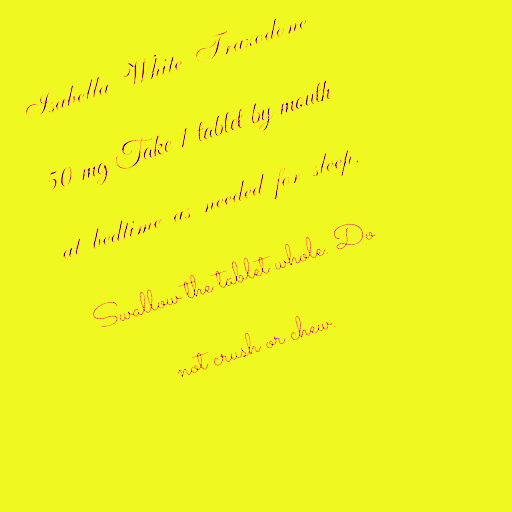 Isabella White Trazodone
50 mg Take 1 tablet by mouth
at bedtime as needed for sleep.
Swallow the tablet whole. Do
not crush or chew